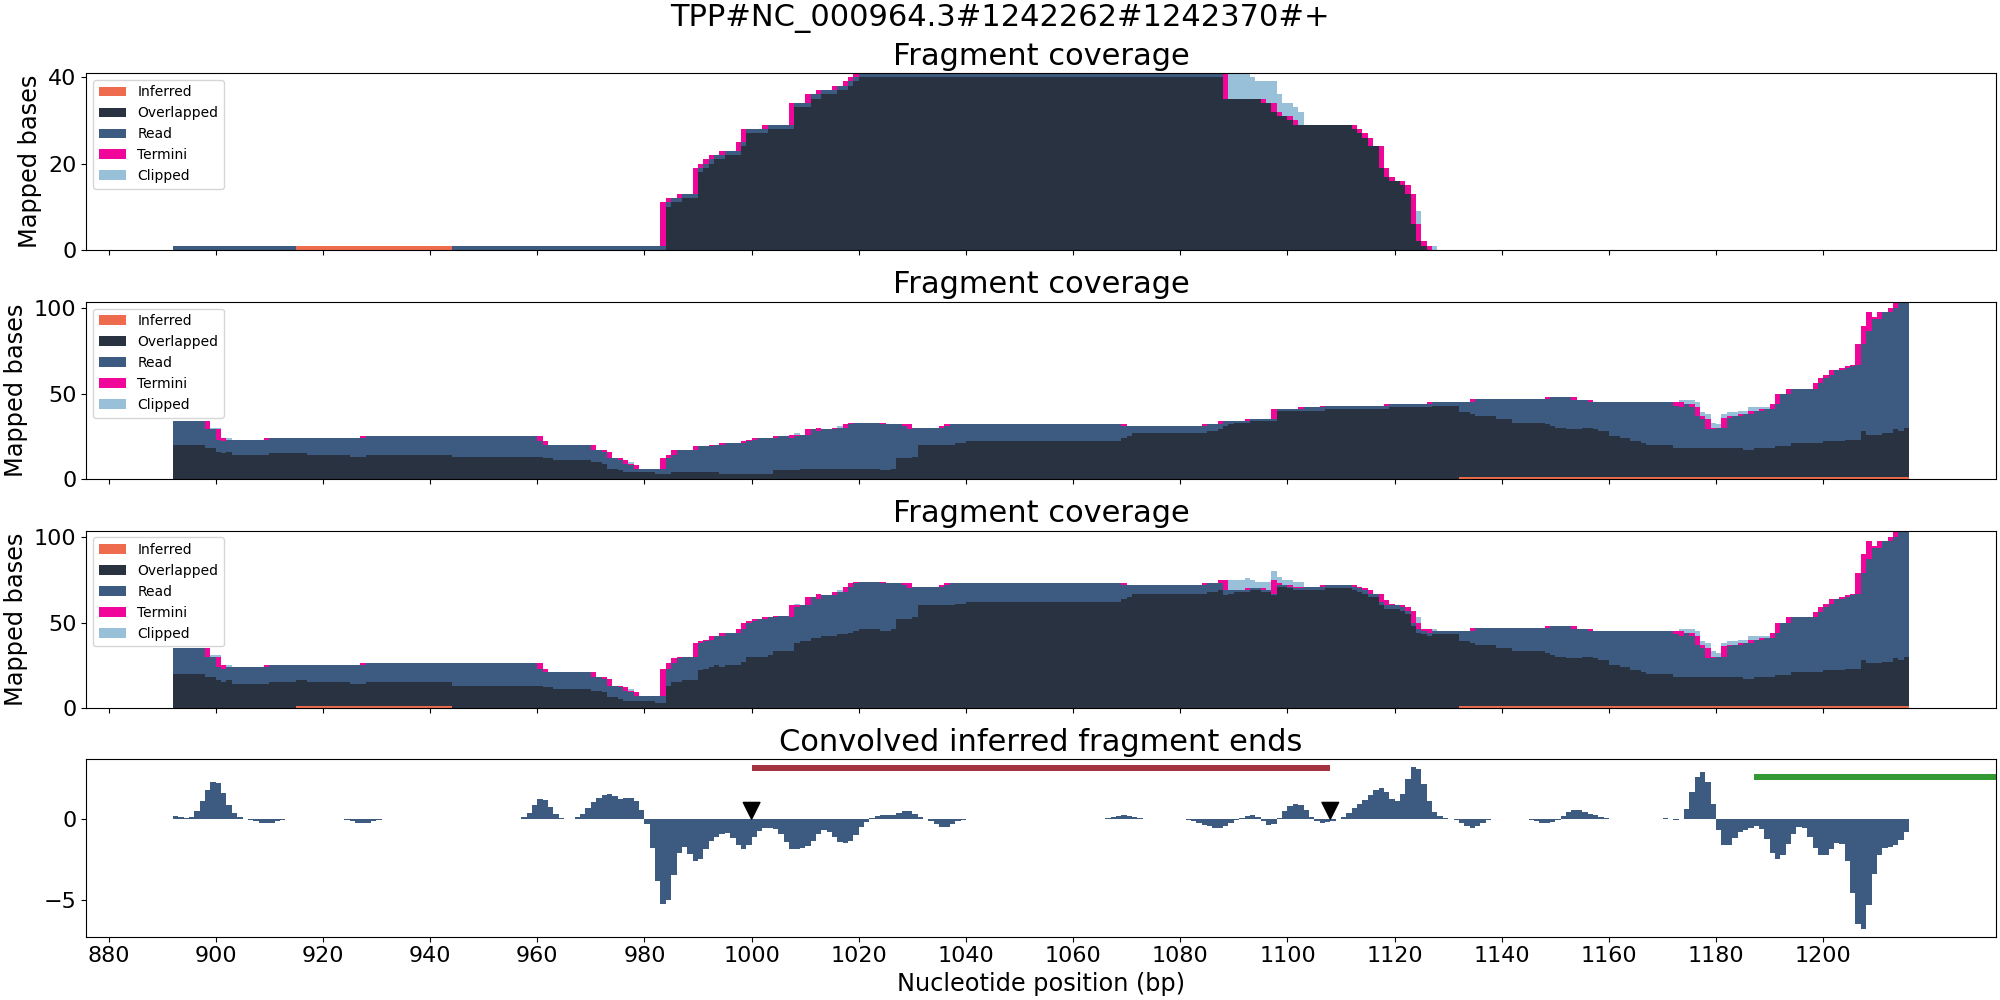 TPP#NC_000964.3#1242262#1242370#+
Fragment coverage
Mapped bases
40
20
0
Inferred
Overlapped
Read
Termini
Clipped
Fragment coverage
Mapped bases
100
50
0
Inferred
Overlapped
Read
Termini
Clipped
Fragment coverage
Mapped bases
100
50
0
Inferred
Overlapped
Read
Termini
Clipped
Convolved inferred fragment ends
0
−5
880 900 920 940 960 980 1000 1020 1040 1060 1080 1100 1120 1140 1160 1180 1200
Nucleotide position (bp)